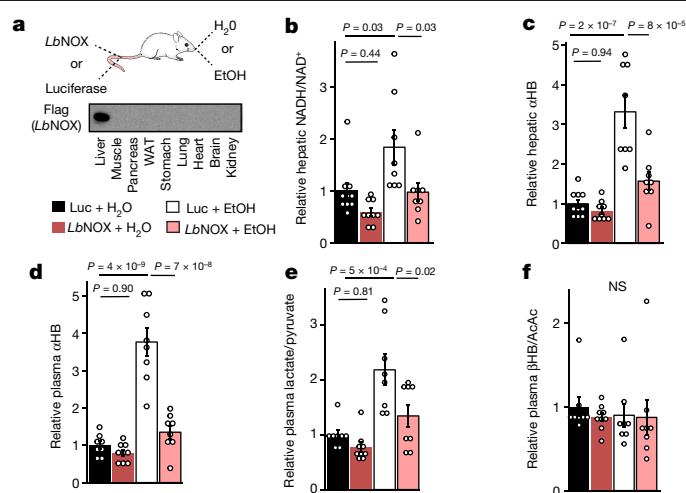 a
LbNOX
or
Luciferase
H20
or
EtOH
Flag
(LbNOX)
Liver
Muscle
Pancreas
WAT
Stomach
Lung
Heart
Brain
Kidney
Luc + H2O
Luc + EtOH
LbNOX + H2O
LbNOX + EtOH
b
P = 0.03
P = 0.03
P = 0.44
Relative hepatic NADH/NAD+
3
2
1
0
c
P = 2 × 10−7
P = 8 × 10−5
P = 0.94
Relative hepatic αHB
5
4
3
2
1
0
d
P = 4 × 10−9
P = 7 × 10−8
P = 0.90
Relative plasma αHB
5
4
3
2
1
0
e
P = 5 × 10−4
P = 0.02
P = 0.81
Relative plasma lactate/pyruvate
3
2
1
0
f
NS
Relative plasma βHB/AcAc
2
1
0